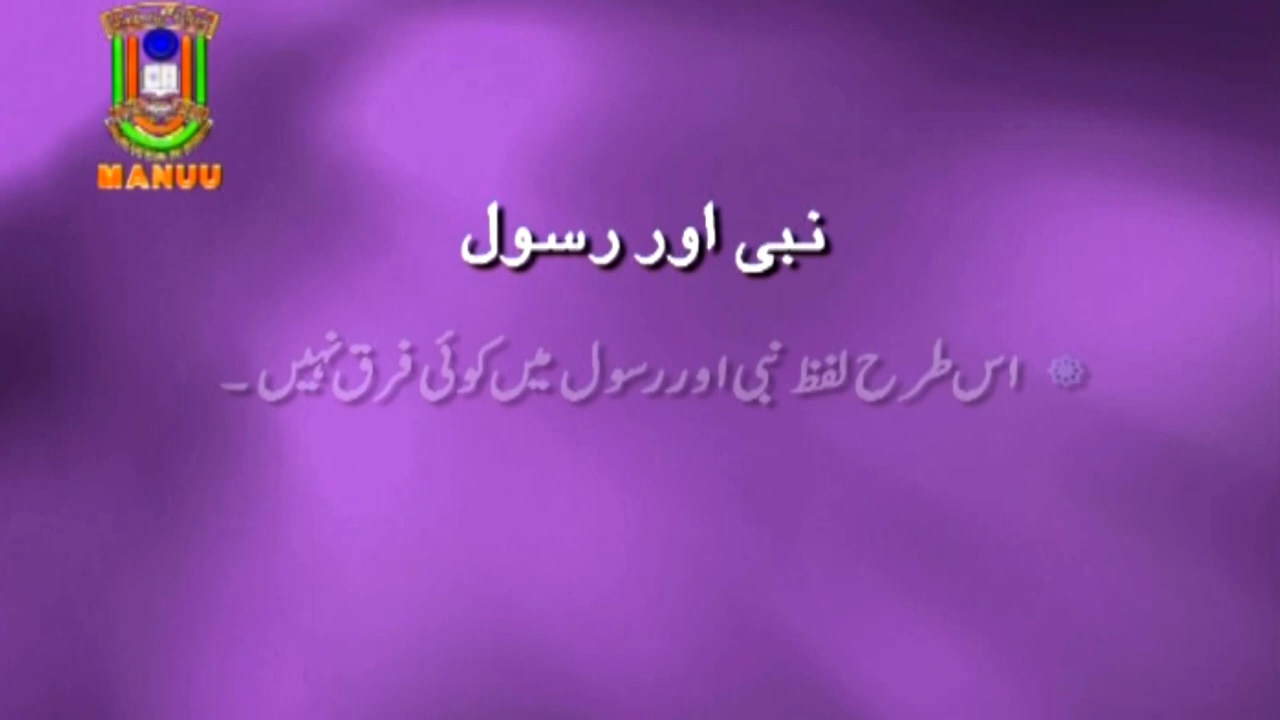 MANUU
نبی اور رسول
اس طرح لفظ نبی اور رسول میں کوئی فرق نہیں۔